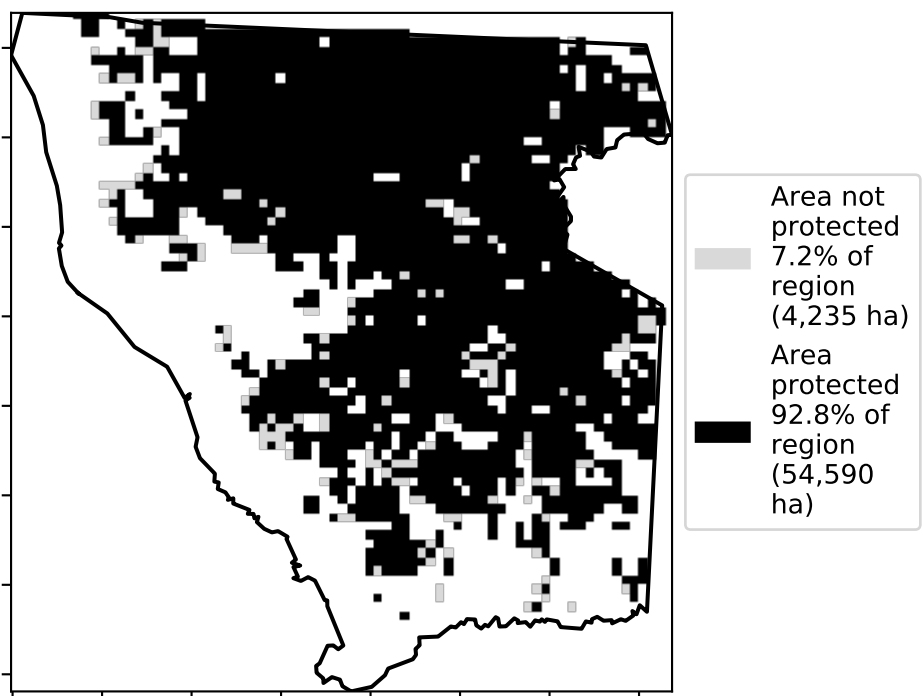 Area not
protected
7.2% of
region
(4,235 ha)
Area
protected
92.8% of
region
(54,590
ha)